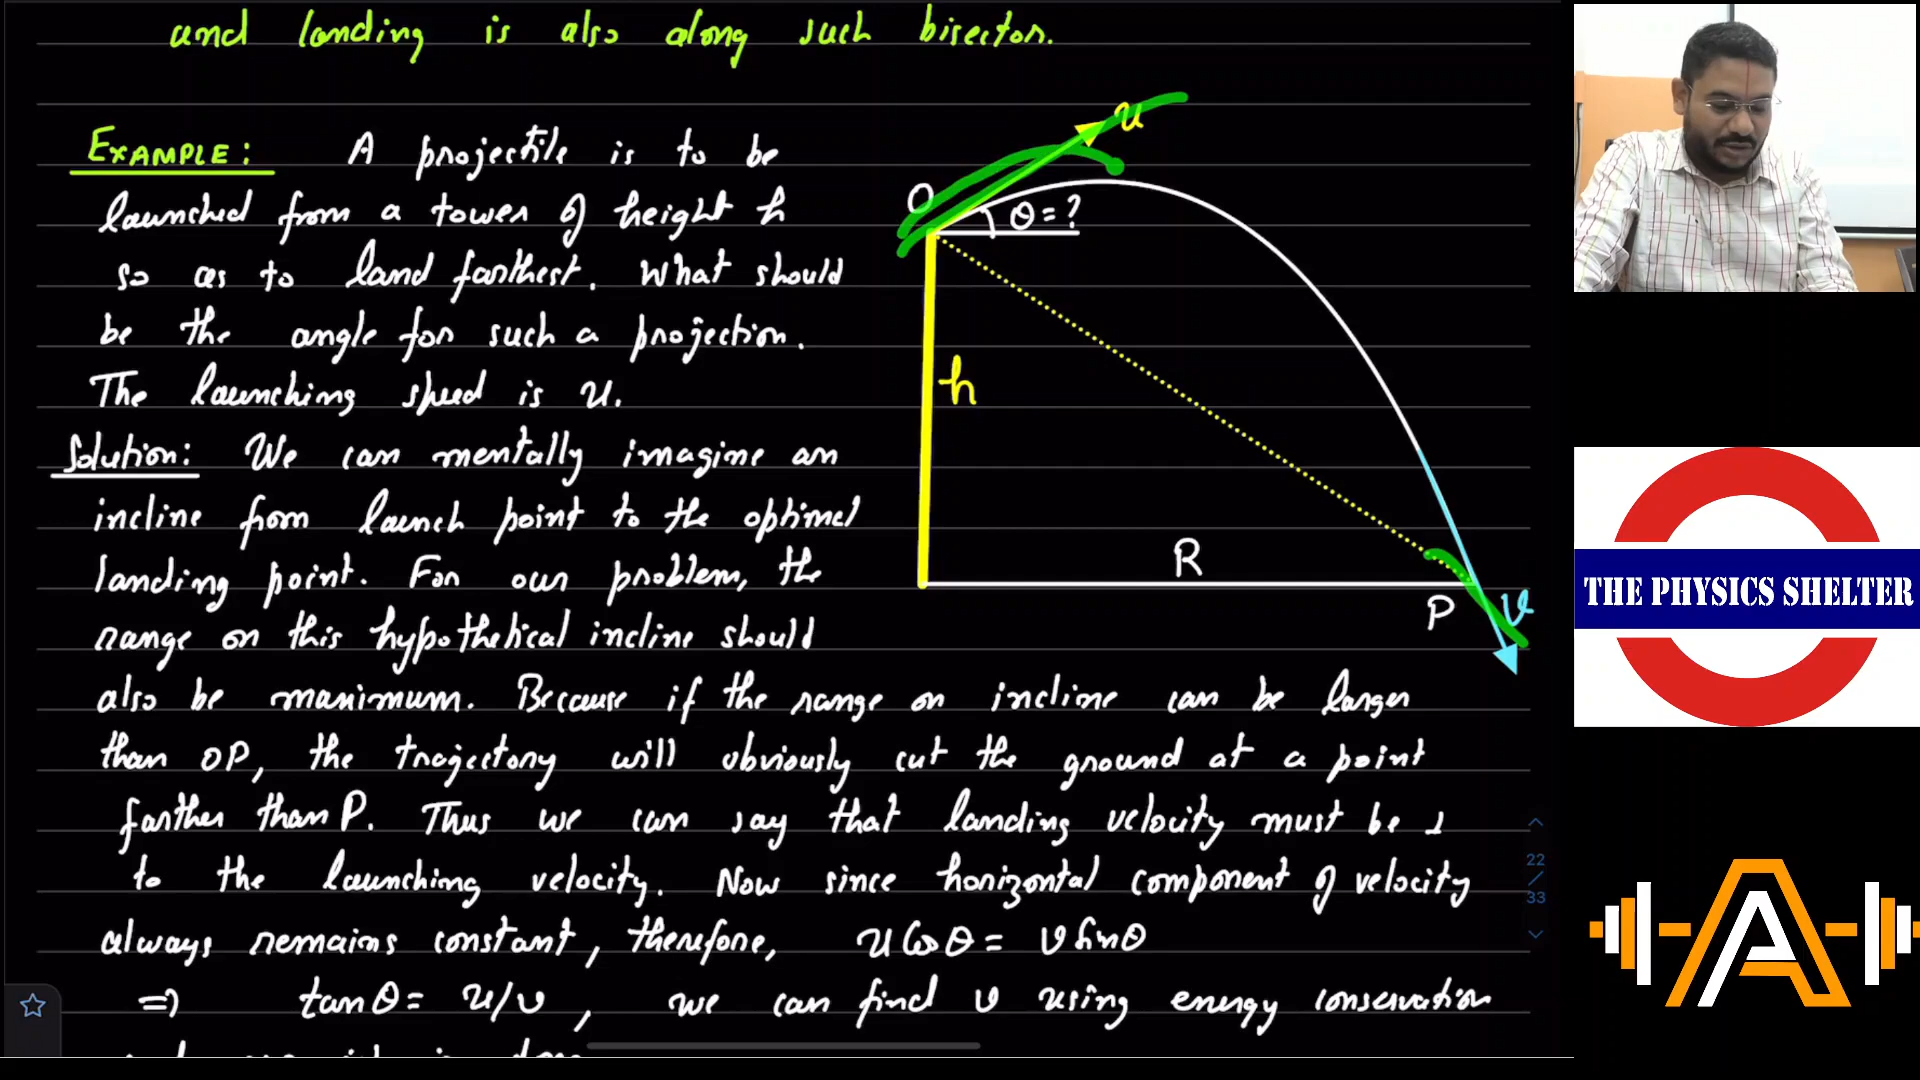 and landing is also along such bisector.
EXAMPLE: A projectile is to be
launched from a tower of height h
so as to land farthest. What should
be the angle for such a projection.
The launching speed is u.
Solution: We can mentally imagine an
incline from launch point to the optimal
landing point. For our problem, the
range on this hypothetical incline should
also be maximum. Because if the range on incline can be larger
than OP, the trajectory will obviously cut the ground at a point
farther than P. Thus we can say that landing velocity must be ⊥
to the launching velocity. Now since horizontal component of velocity
always remains constant, therefore, u cosθ = v sinθ
⇒ tanθ = u/v, we can find v using energy conservation
u
O
θ = ?
h
R
P
v
22
/
33
THE PHYSICS SHELTER
A